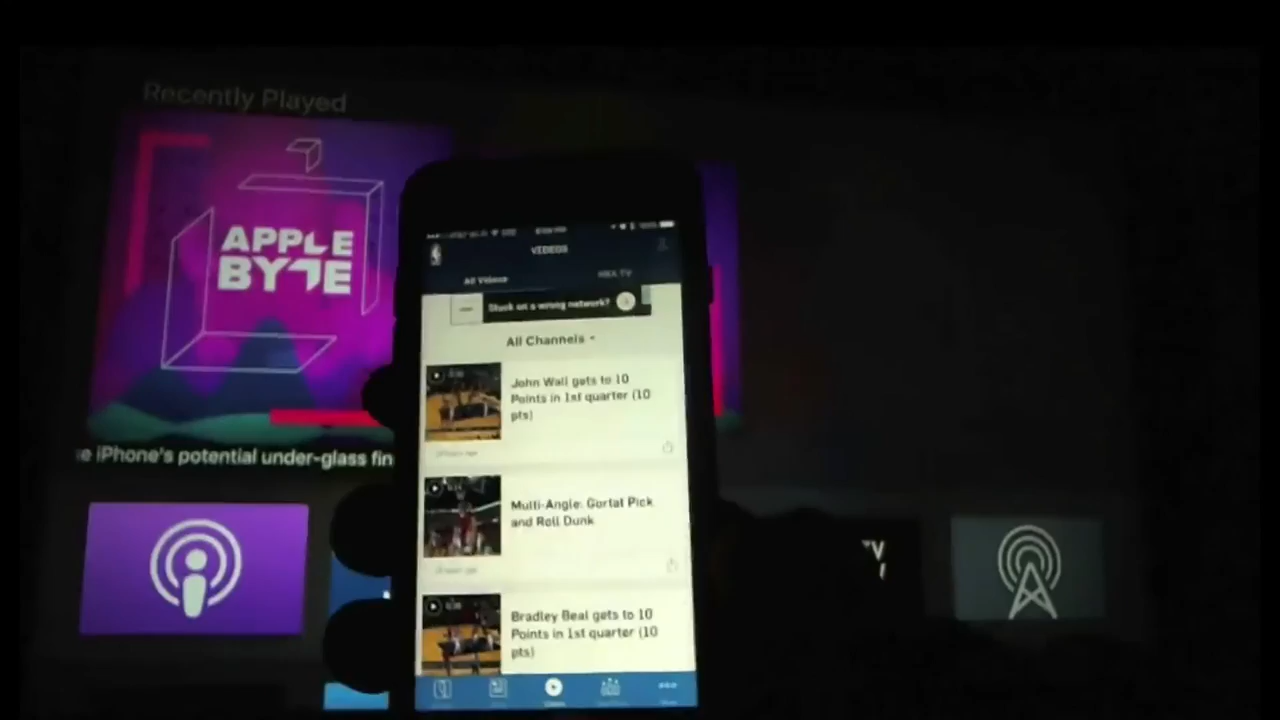 Recently Played
APPLE
BYTE
e iPhone's potential under-glass fin
VIDEOS
All Videos
NBA TV
Stuck on a wrong network?
All Channels
John Wall gets to 10
Points in 1st quarter (10
pts)
Multi-Angle: Gortat Pick
and Roll Dunk
Bradley Beal gets to 10
Points in 1st quarter (10
pts)
TV